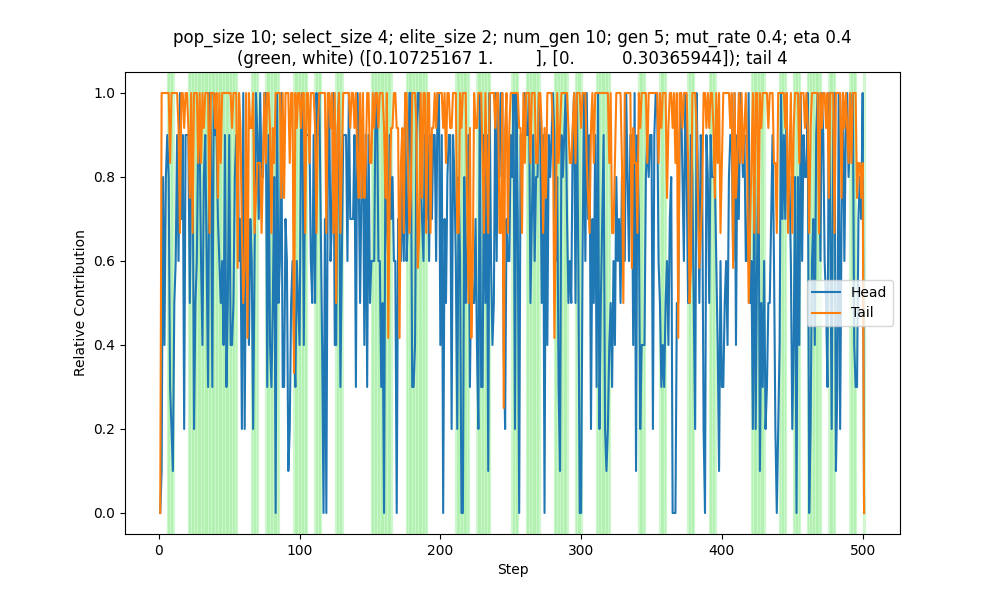 pop_size 10; select_size 4; elite_size 2; num_gen 10; gen 5; mut_rate 0.4; eta 0.4
(green, white) ([0.10725167 1.        ], [0.         0.30365944]); tail 4
1.0
0.8
0.6
0.4
0.2
0.0
Relative Contribution
Head
Tail
0
100
200
300
400
500
Step